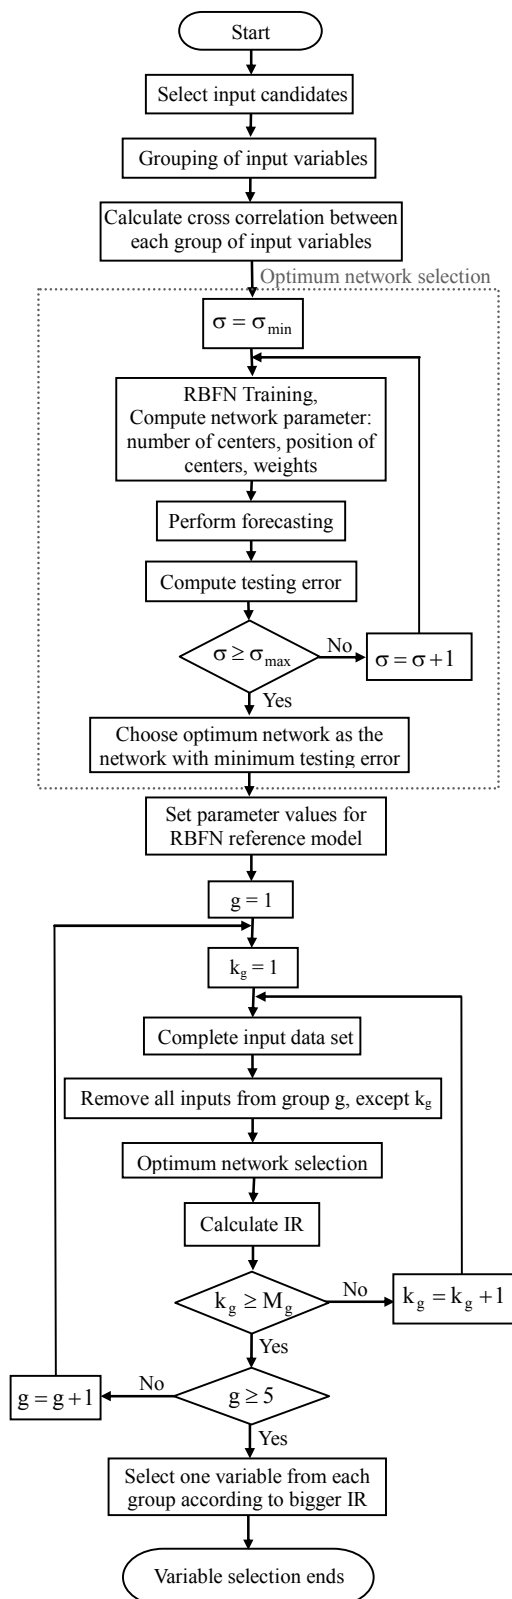 Start
Select input candidates
Grouping of input variables
Calculate cross correlation between
each group of input variables
Optimum network selection
σ = σmin
RBFN Training,
Compute network parameter:
number of centers, position of
centers, weights
Perform forecasting
Compute testing error
σ ≥ σmax
No
σ = σ +1
Yes
Choose optimum network as the
network with minimum testing error
Set parameter values for
RBFN reference model
g = 1
kg = 1
Complete input data set
Remove all inputs from group g, except kg
Optimum network selection
Calculate IR
kg ≥ Mg
No
kg = kg +1
Yes
g ≥ 5
No
g = g +1
Yes
Select one variable from each
group according to bigger IR
Variable selection ends